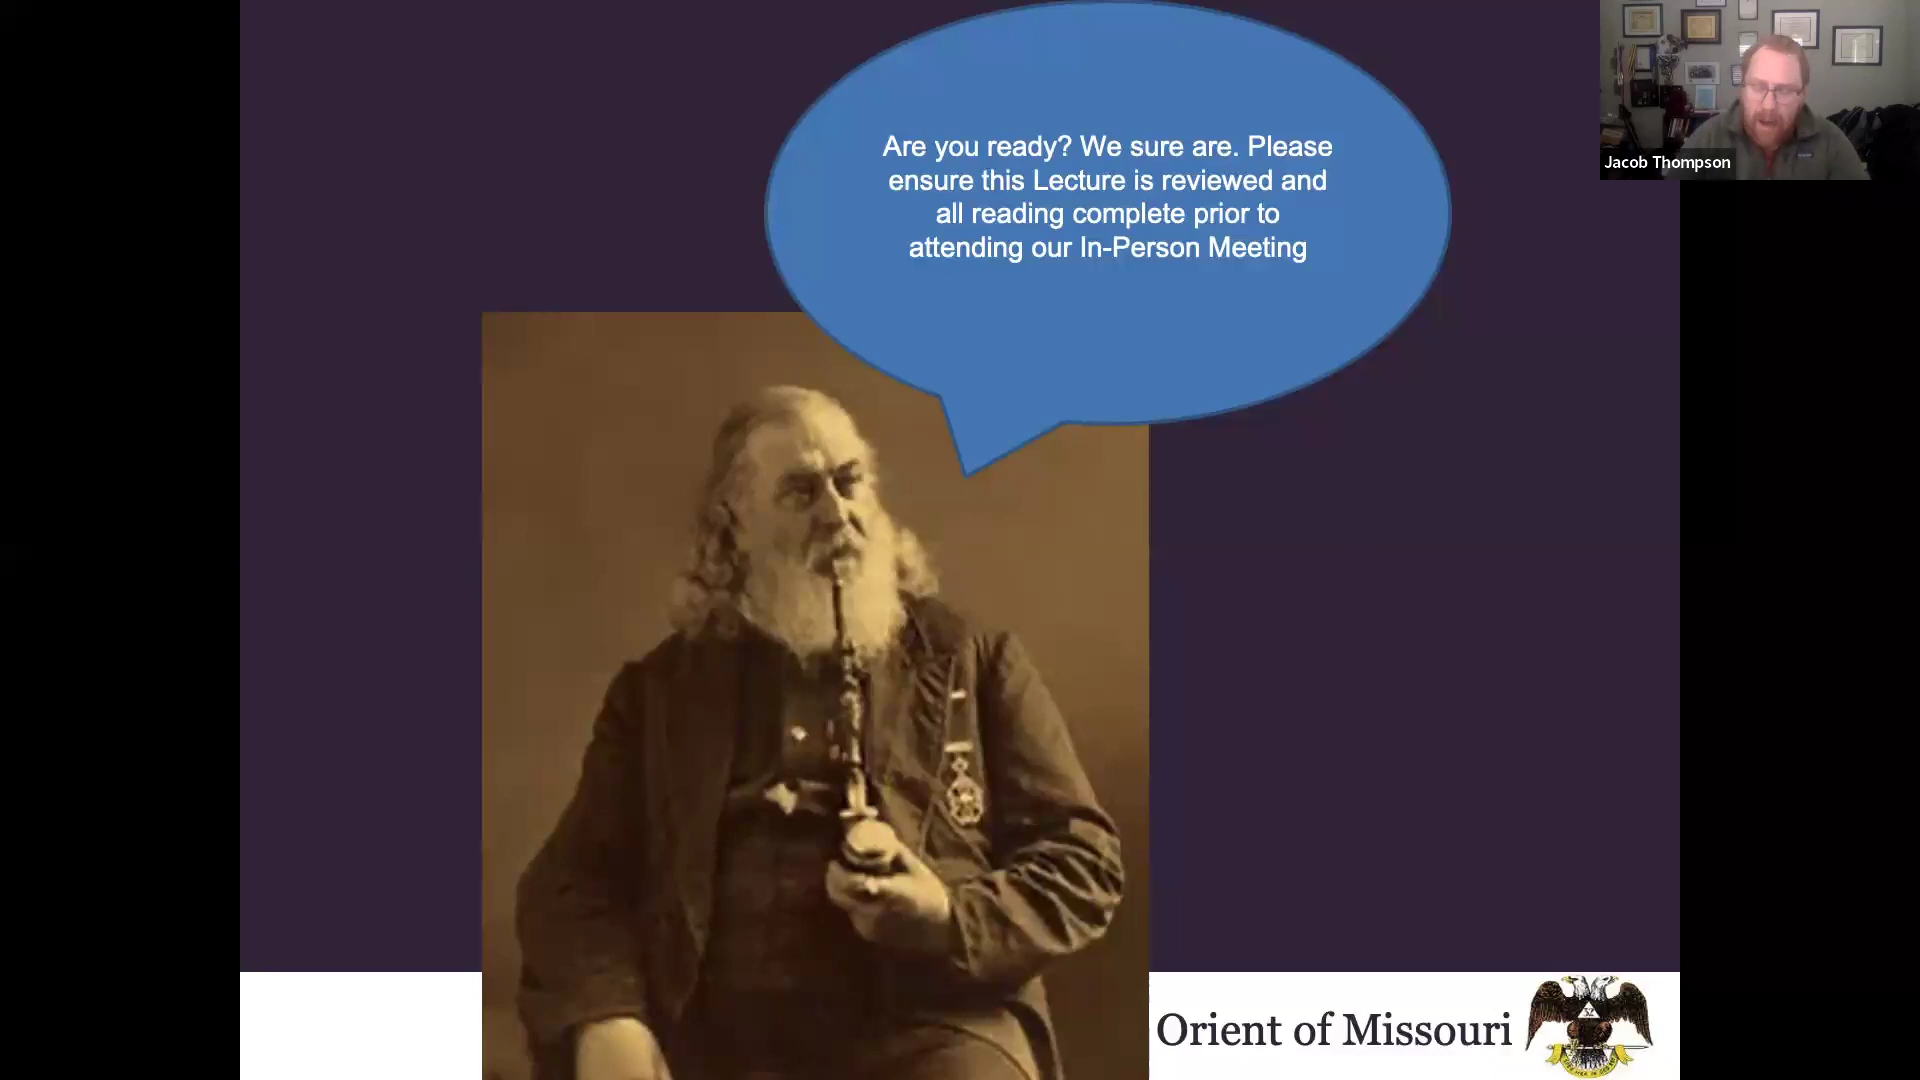 Are you ready? We sure are. Please
ensure this Lecture is reviewed and
all reading complete prior to
attending our In-Person Meeting
Jacob Thompson
Orient of Missouri